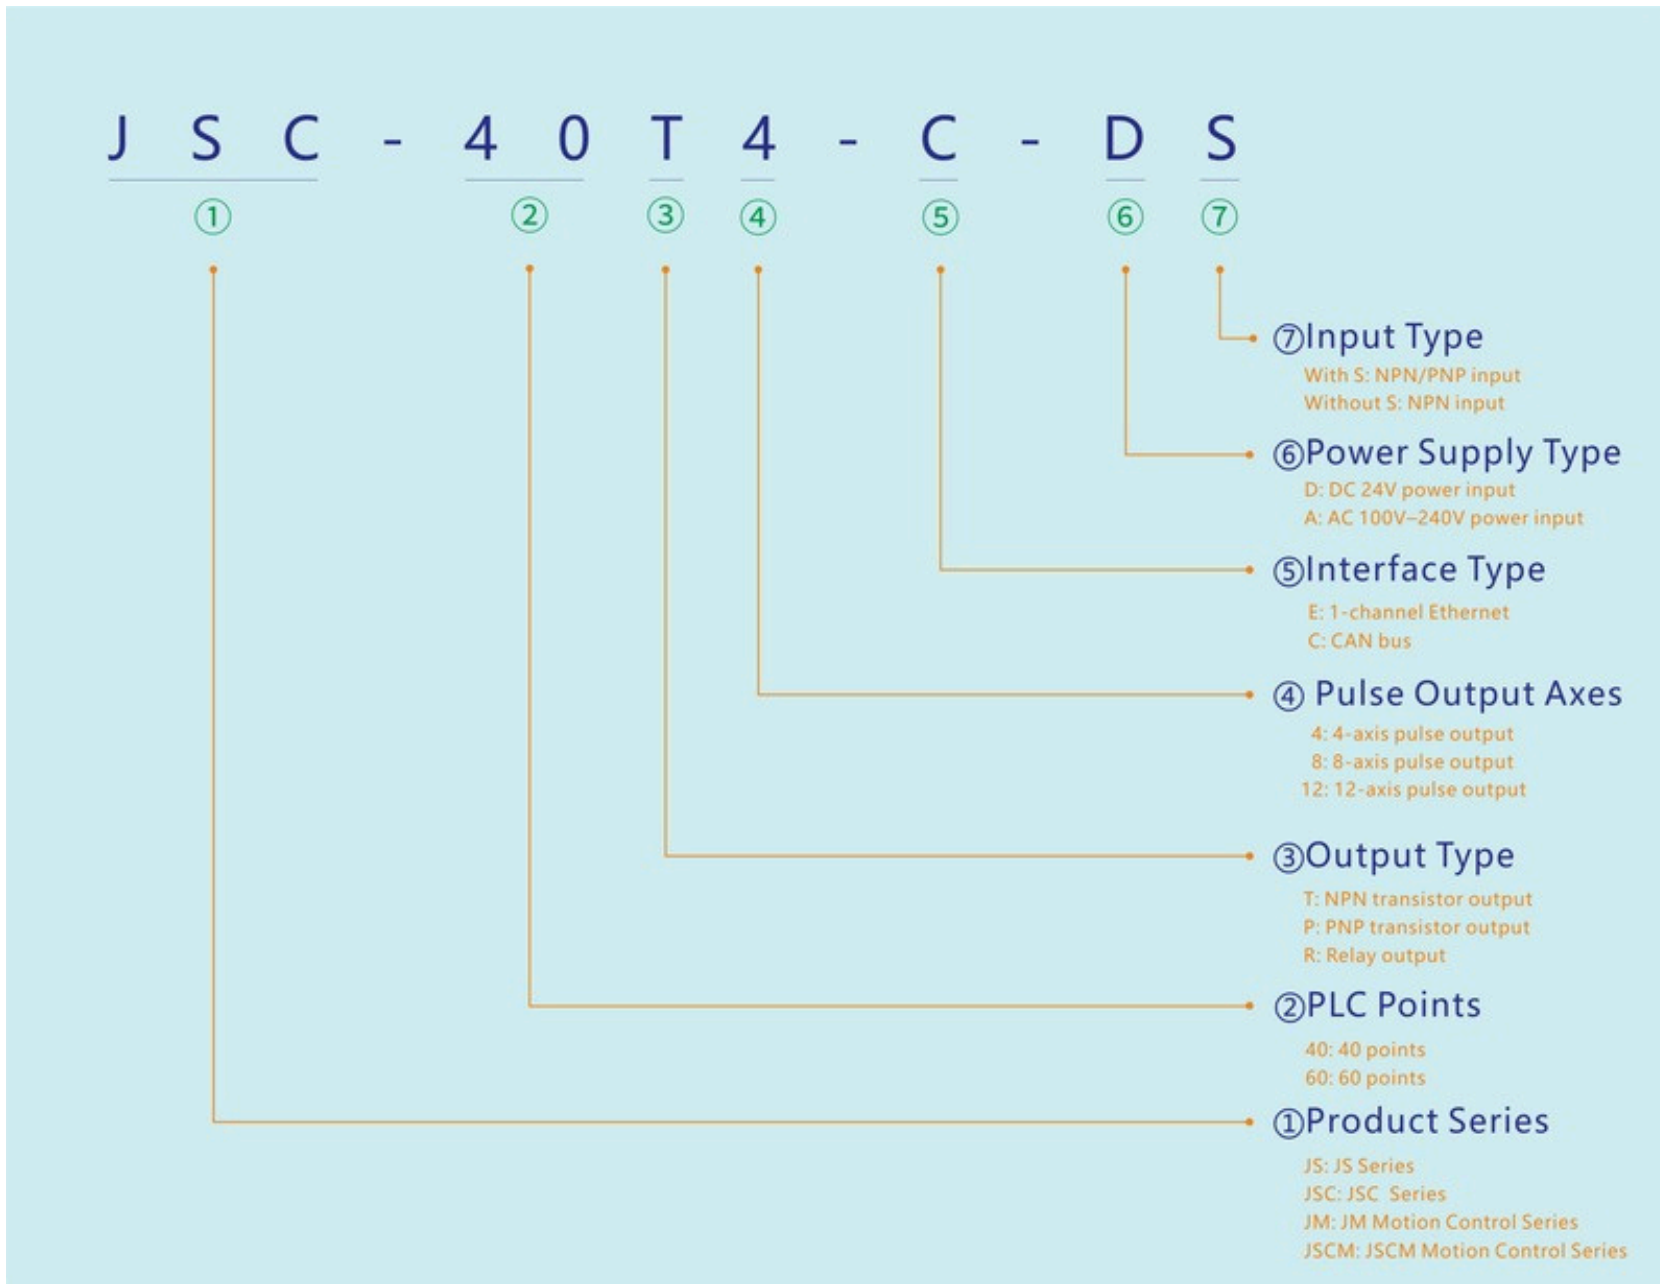 JSC-40T4-C-DS
① ② ③ ④ ⑤ ⑥ ⑦
⑦Input Type
With S: NPN/PNP input
Without S: NPN input
⑥Power Supply Type
D: DC 24V power input
A: AC 100V–240V power input
⑤Interface Type
E: 1-channel Ethernet
C: CAN bus
④ Pulse Output Axes
4: 4-axis pulse output
8: 8-axis pulse output
12: 12-axis pulse output
③Output Type
T: NPN transistor output
P: PNP transistor output
R: Relay output
②PLC Points
40: 40 points
60: 60 points
①Product Series
JS: JS Series
JSC: JSC Series
JM: JM Motion Control Series
JSCM: JSCM Motion Control Series